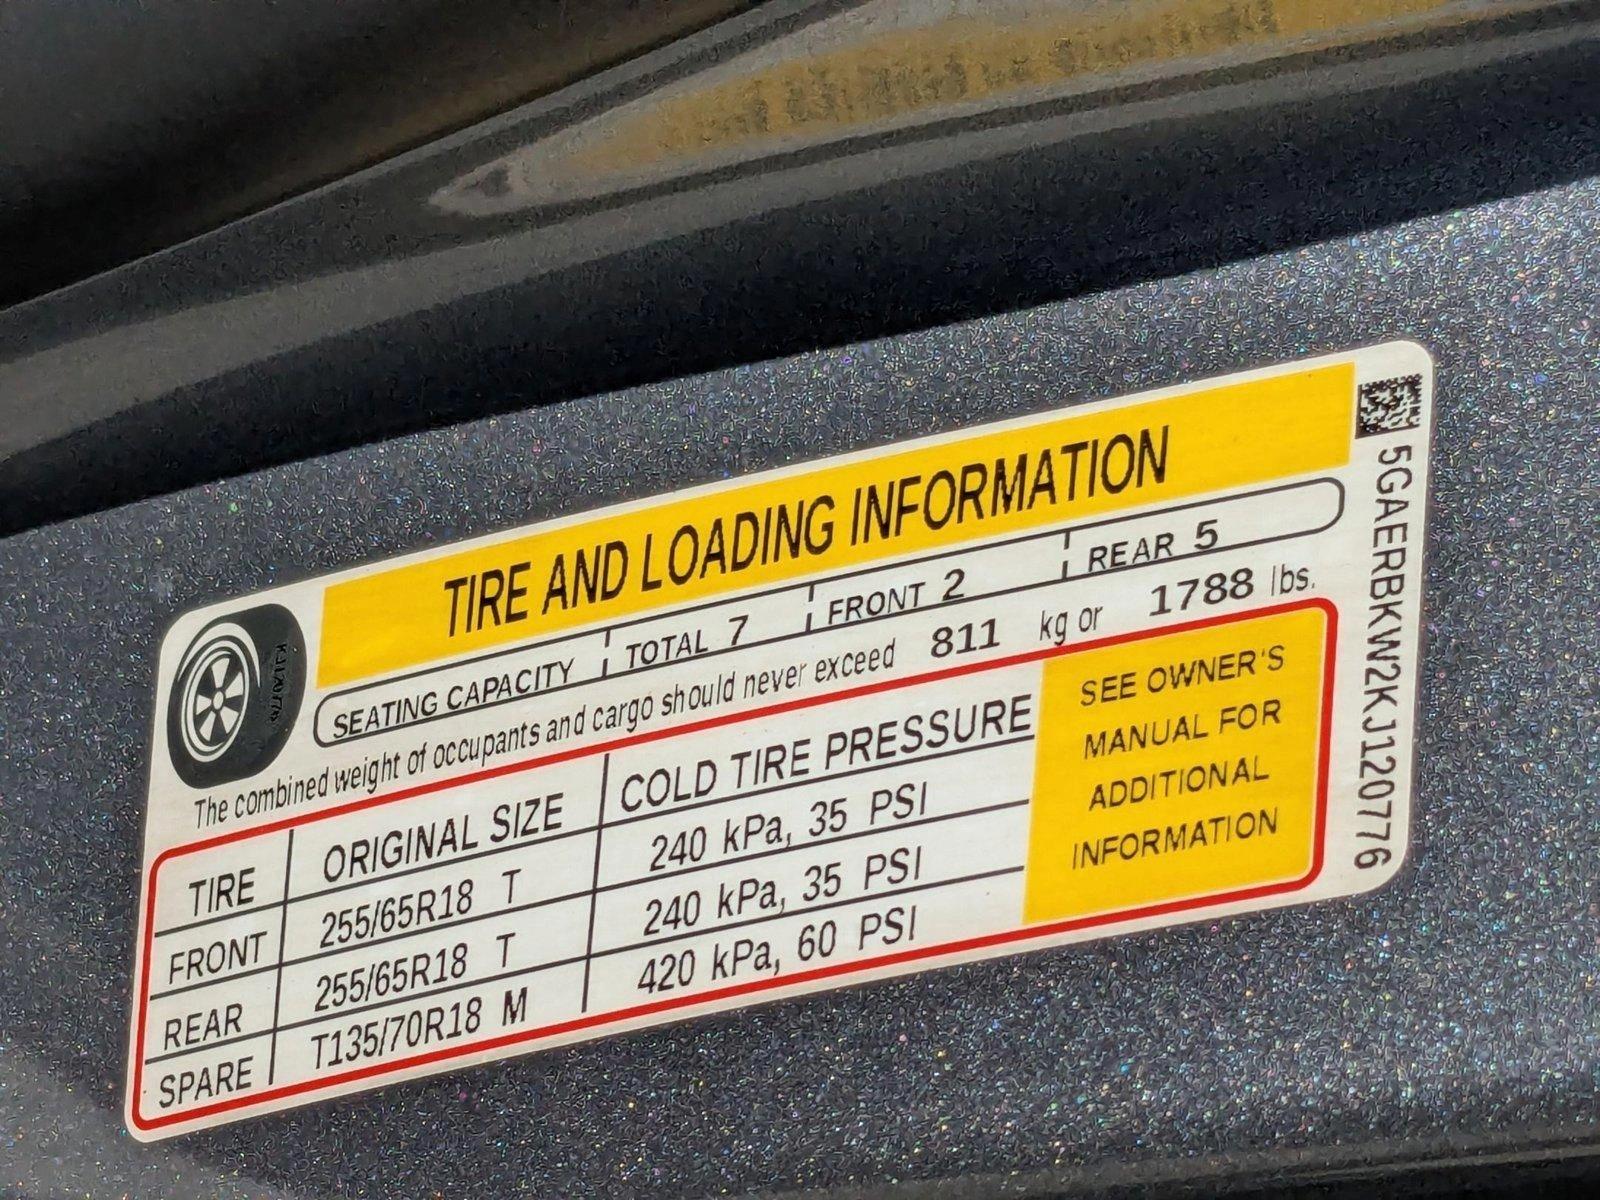 TIRE AND LOADING INFORMATION
SEATING CAPACITY TOTAL 7 FRONT 2 REAR 5
The combined weight of occupants and cargo should never exceed 811 kg or 1788 lbs.
TIRE ORIGINAL SIZE COLD TIRE PRESSURE
FRONT 255/65R18 T 240 kPa, 35 PSI
REAR 255/65R18 T 240 kPa, 35 PSI
SPARE T135/70R18 M 420 kPa, 60 PSI
SEE OWNER'S
MANUAL FOR
ADDITIONAL
INFORMATION
5GAERBKW2KJ120776